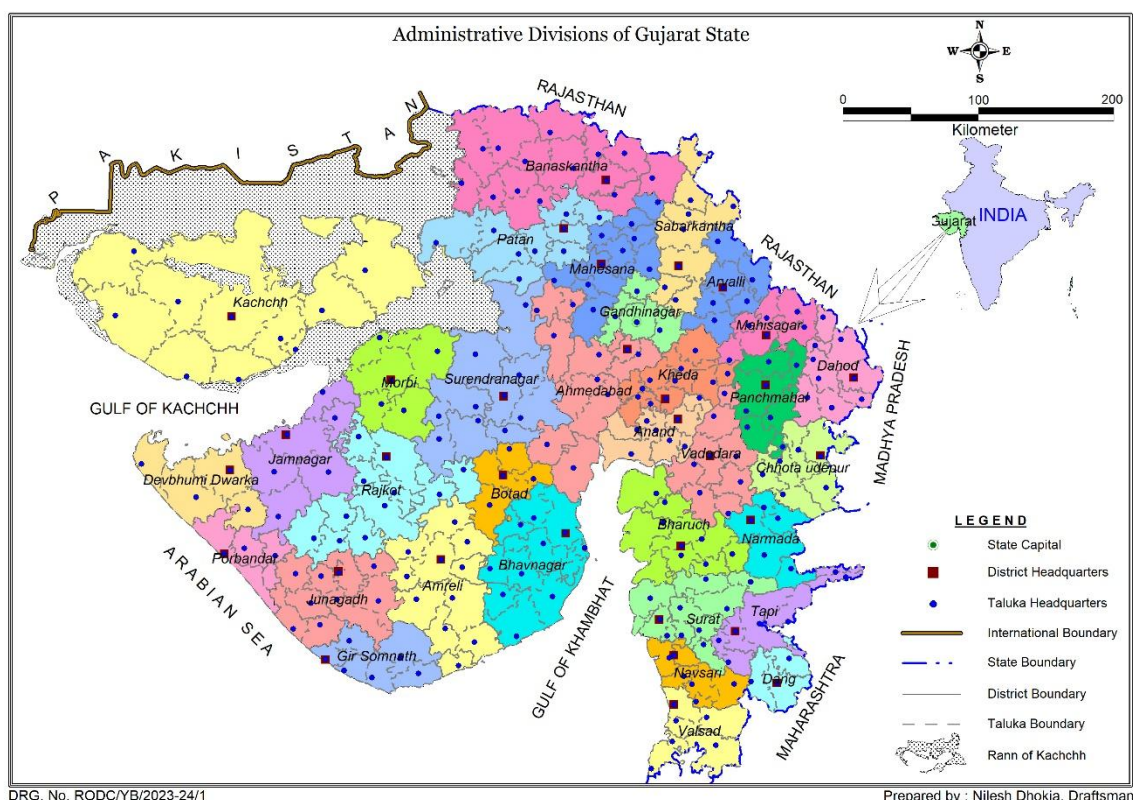 Administrative Divisions of Gujarat State
N
W E
S
0 100 200
Kilometer
RAJASTHAN
PAKISTAN
Banaskantha
INDIA
Gujarat
Patan
Sabarkantha
RAJASTHAN
Mahesana
Arvalli
Kachchh
Gandhinagar
Mahisagar
Morbi
Surendranagar
Ahmedabad
Kheda
Dahod
Panchmahal
MADHYA PRADESH
GULF OF KACHCHH
Anand
Vadodara
Chhota udepur
Jamnagar
Devbhumi Dwarka
Rajkot
Botad
Bharuch
Narmada
Porbandar
Bhavnagar
Amreli
Junagadh
ARABIAN SEA
Surat
Tapi
Gir Somnath
GULF OF KHAMBHAT
Navsari
Dang
MAHARASHTRA
Valsad
LEGEND
State Capital
District Headquarters
Taluka Headquarters
International Boundary
State Boundary
District Boundary
Taluka Boundary
Rann of Kachchh
DRG. No. RODC/YB/2023-24/1
Prepared by : Nilesh Dhokia, Draftsman